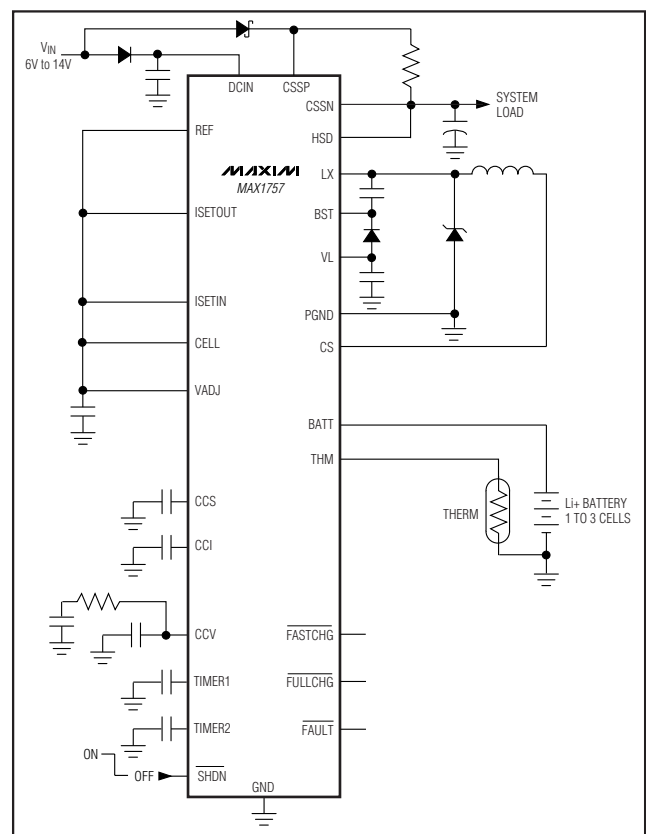 VIN
6V to 14V
DCIN
CSSP
CSSN
SYSTEM
LOAD
HSD
REF
MAXIM
MAX1757
LX
ISETOUT
BST
VL
ISETIN
PGND
CELL
CS
VADJ
BATT
THM
CCS
THERM
Li+ BATTERY
1 TO 3 CELLS
CCI
CCV
FASTCHG
TIMER1
FULLCHG
TIMER2
FAULT
ON
OFF
SHDN
GND